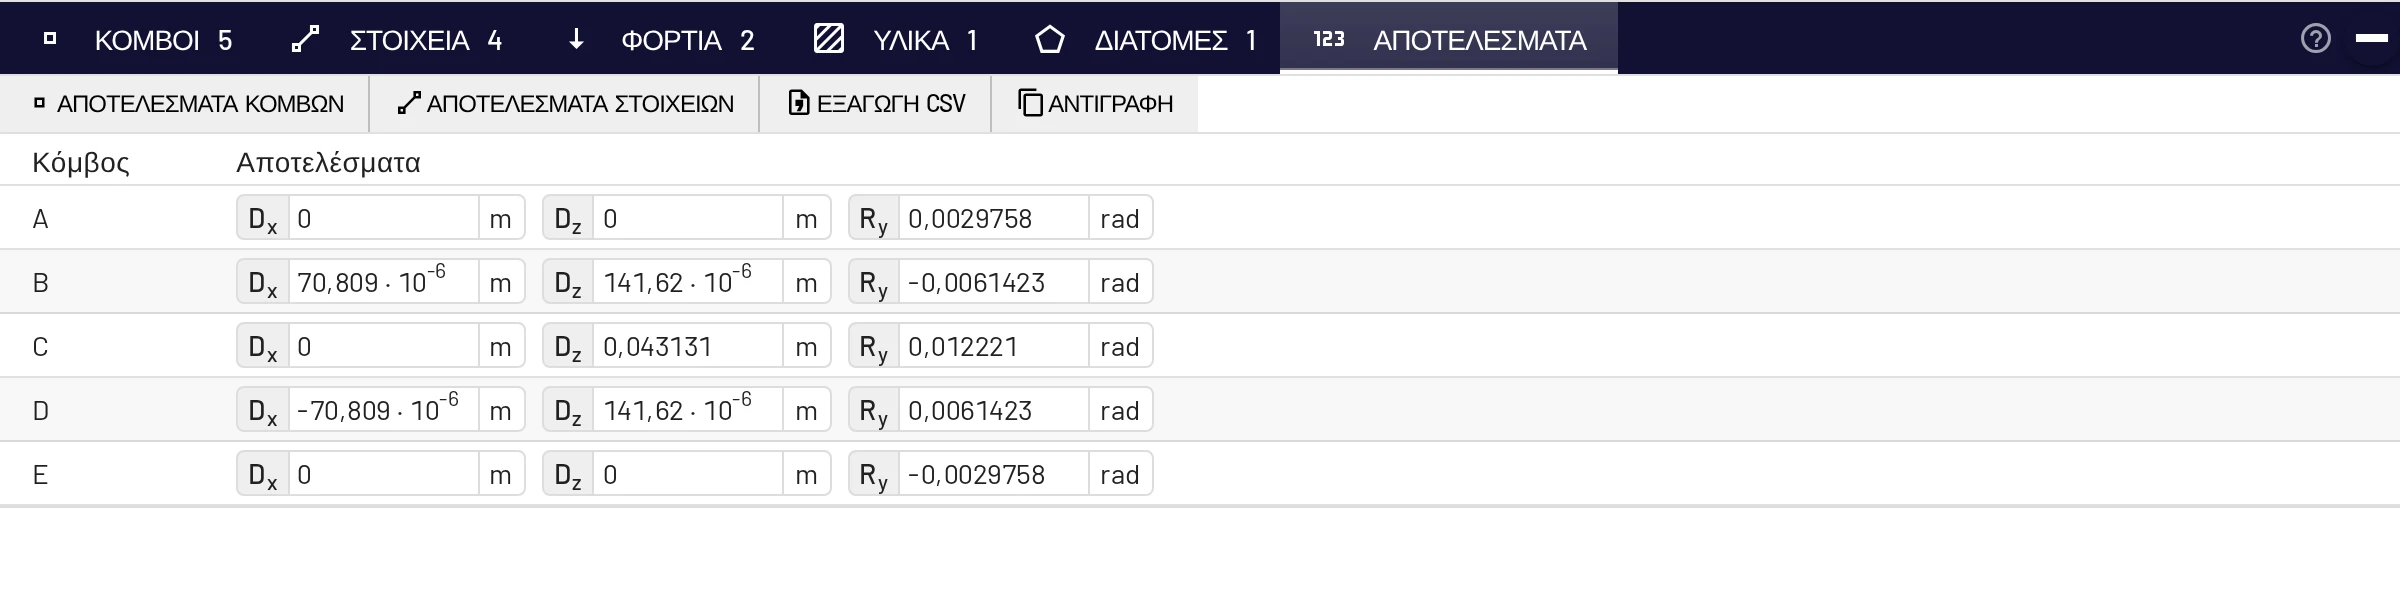 ΚΟΜΒΟΙ 5 ΣΤΟΙΧΕΙΑ 4 ΦΟΡΤΙΑ 2 ΥΛΙΚΑ 1 ΔΙΑΤΟΜΕΣ 1 123 ΑΠΟΤΕΛΕΣΜΑΤΑ ?
ΑΠΟΤΕΛΕΣΜΑΤΑ ΚΟΜΒΩΝ ΑΠΟΤΕΛΕΣΜΑΤΑ ΣΤΟΙΧΕΙΩΝ ΕΞΑΓΩΓΗ CSV ΑΝΤΙΓΡΑΦΗ
Κόμβος Αποτελέσματα
A Dx 0 m Dz 0 m Ry 0,0029758 rad
B Dx 70,809 · 10⁻⁶ m Dz 141,62 · 10⁻⁶ m Ry -0,0061423 rad
C Dx 0 m Dz 0,043131 m Ry 0,012221 rad
D Dx -70,809 · 10⁻⁶ m Dz 141,62 · 10⁻⁶ m Ry 0,0061423 rad
E Dx 0 m Dz 0 m Ry -0,0029758 rad